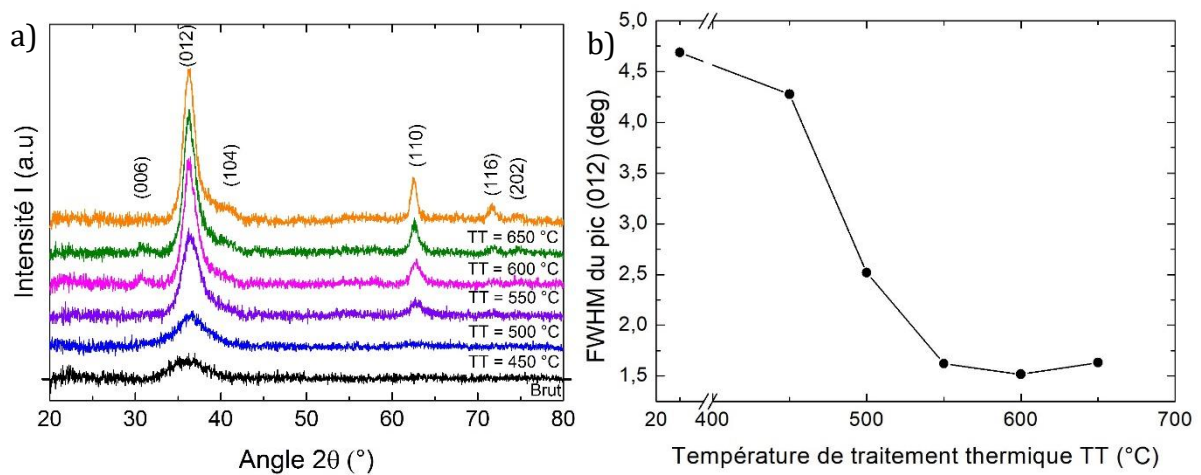 a)
Intensité I (a.u)
(006)
(012)
(104)
(110)
(116)
(202)
TT = 650 °C
TT = 600 °C
TT = 550 °C
TT = 500 °C
TT = 450 °C
Brut
20 30 40 50 60 70 80
Angle 2θ (°)
b)
FWHM du pic (012) (deg)
5,0
4,5
4,0
3,5
3,0
2,5
2,0
1,5
20 400 500 600 700
Température de traitement thermique TT (°C)